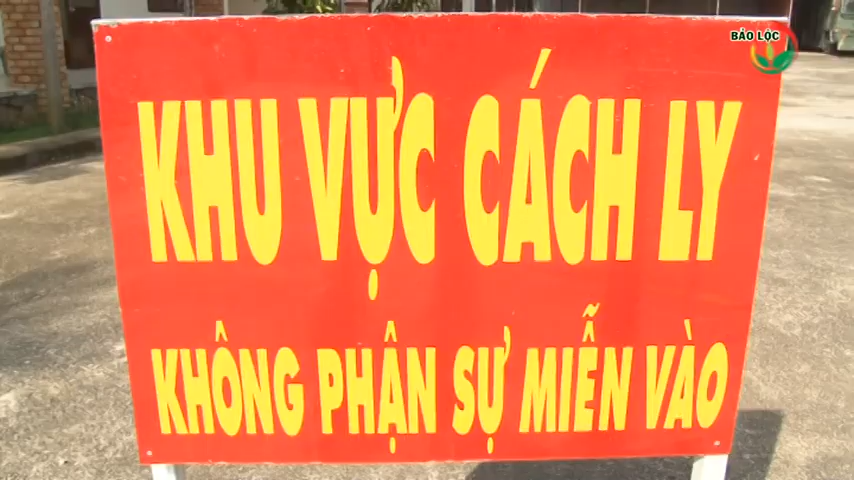 BẢO LỘC
KHU VỰC CÁCH LY
KHÔNG PHẬN SỰ MIỄN VÀO